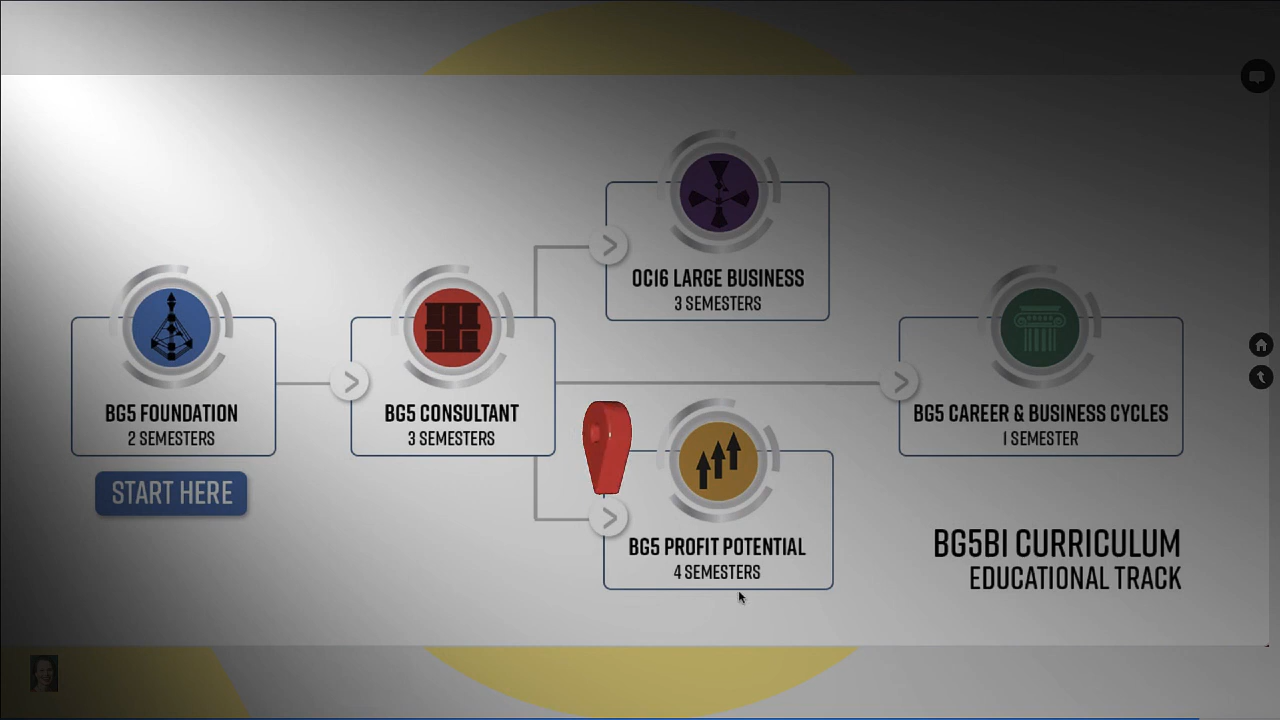 OC16 LARGE BUSINESS
3 SEMESTERS
BG5 FOUNDATION
2 SEMESTERS
START HERE
BG5 CONSULTANT
3 SEMESTERS
BG5 PROFIT POTENTIAL
4 SEMESTERS
BG5 CAREER & BUSINESS CYCLES
1 SEMESTER
BG5BI CURRICULUM
EDUCATIONAL TRACK